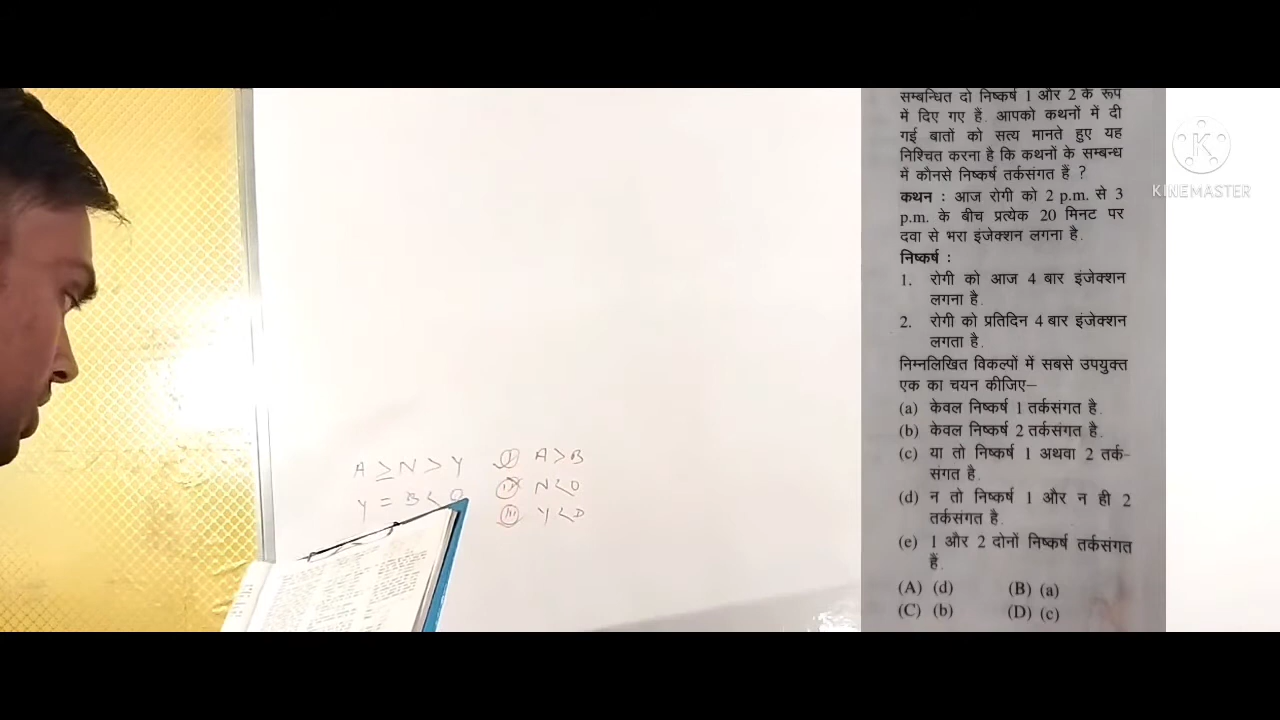 सम्बन्धित दो निष्कर्ष 1 और 2 के रूप
में दिए गए हैं. आपको कथनों में दी
गई बातों को सत्य मानते हुए यह
निश्चित करना है कि कथनों के सम्बन्ध
में कौनसे निष्कर्ष तर्कसंगत हैं ?
कथन : आज रोगी को 2 p.m. से 3
p.m. के बीच प्रत्येक 20 मिनट पर
दवा से भरा इंजेक्शन लगना है.
निष्कर्ष :
1. रोगी को आज 4 बार इंजेक्शन
लगना है.
2. रोगी को प्रतिदिन 4 बार इंजेक्शन
लगता है.
निम्नलिखित विकल्पों में सबसे उपयुक्त
एक का चयन कीजिए–
(a) केवल निष्कर्ष 1 तर्कसंगत है.
(b) केवल निष्कर्ष 2 तर्कसंगत है.
(c) या तो निष्कर्ष 1 अथवा 2 तर्क-
संगत है.
(d) न तो निष्कर्ष 1 और न ही 2
तर्कसंगत है.
(e) 1 और 2 दोनों निष्कर्ष तर्कसंगत
हैं.
(A) (d) (B) (a)
(C) (b) (D) (c)
KINEMASTER
A ≥ N > Y (I) A > B
Y = B < (II) N < O
(III) Y < D